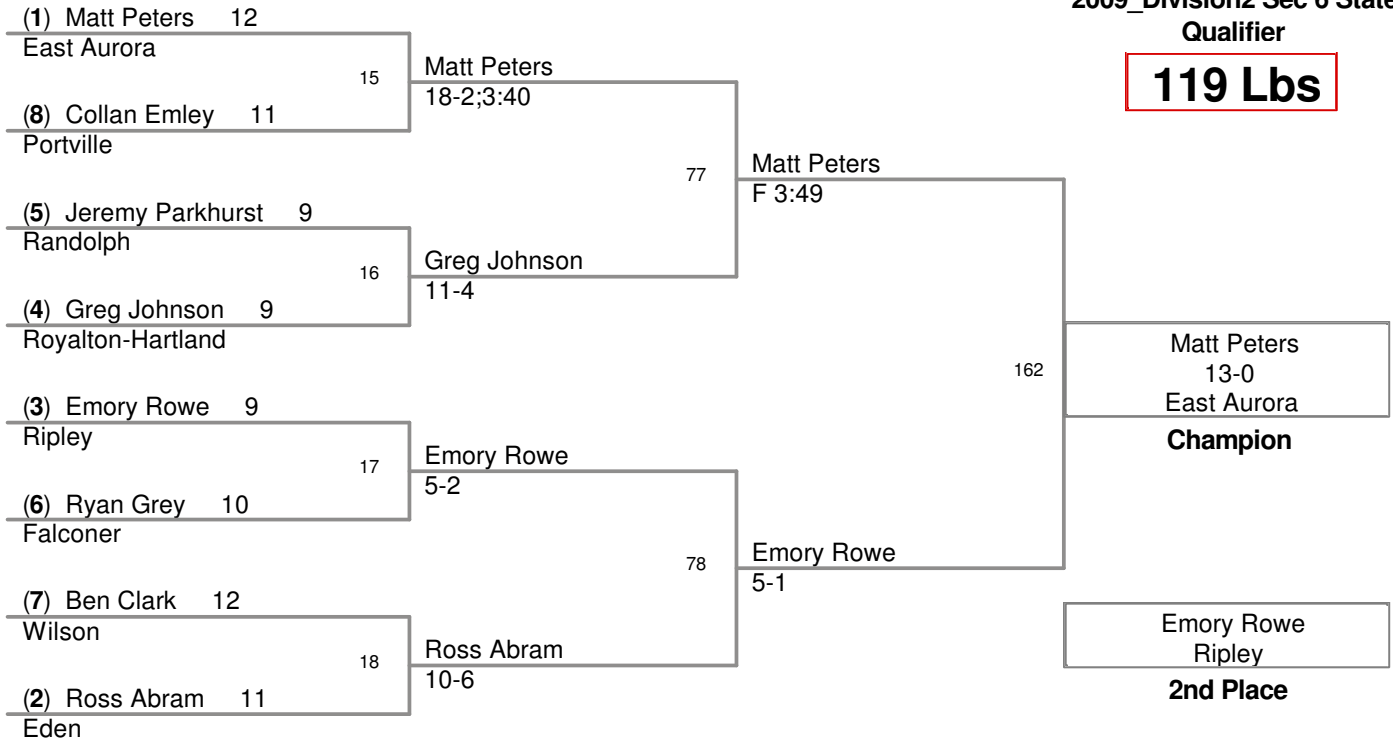 2009_Division2 Sec 6 State
Qualifier
119 Lbs
(1) Matt Peters 12
East Aurora
15
(8) Collan Emley 11
Portville
Matt Peters
18-2;3:40
(5) Jeremy Parkhurst 9
Randolph
16
(4) Greg Johnson 9
Royalton-Hartland
Greg Johnson
11-4
77
Matt Peters
F 3:49
(3) Emory Rowe 9
Ripley
17
(6) Ryan Grey 10
Falconer
Emory Rowe
5-2
(7) Ben Clark 12
Wilson
18
(2) Ross Abram 11
Eden
Ross Abram
10-6
78
Emory Rowe
5-1
162
Matt Peters
13-0
East Aurora
Champion
Emory Rowe
Ripley
2nd Place